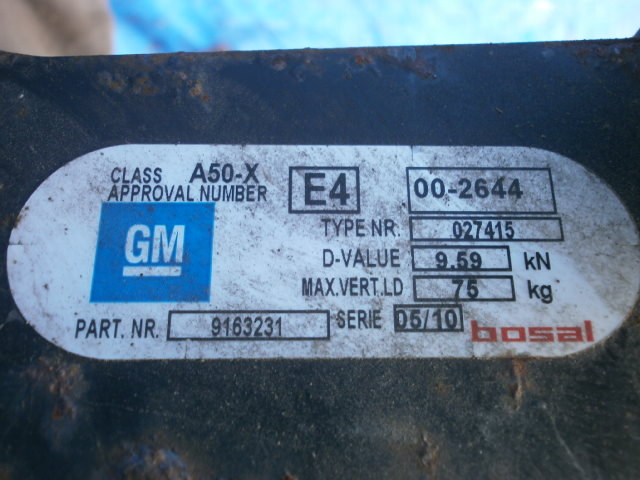 CLASS A50-X E4 00-2644
APPROVAL NUMBER
TYPE NR. 027415
GM
D-VALUE 9.59 kN
MAX.VERT.LD 75 kg
PART. NR. 9163231 SERIE 05/10 bosal